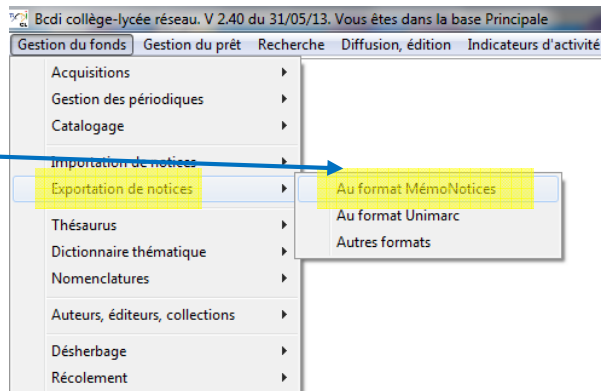 Bcdi collège-lycée réseau. V 2.40 du 31/05/13. Vous êtes dans la base Principale
Gestion du fonds Gestion du prêt Recherche Diffusion, édition Indicateurs d'activité
Acquisitions
Gestion des périodiques
Catalogage
Importation de notices
Exportation de notices
Au format MémoNotices
Au format Unimarc
Autres formats
Thésaurus
Dictionnaire thématique
Nomenclatures
Auteurs, éditeurs, collections
Désherbage
Récolement